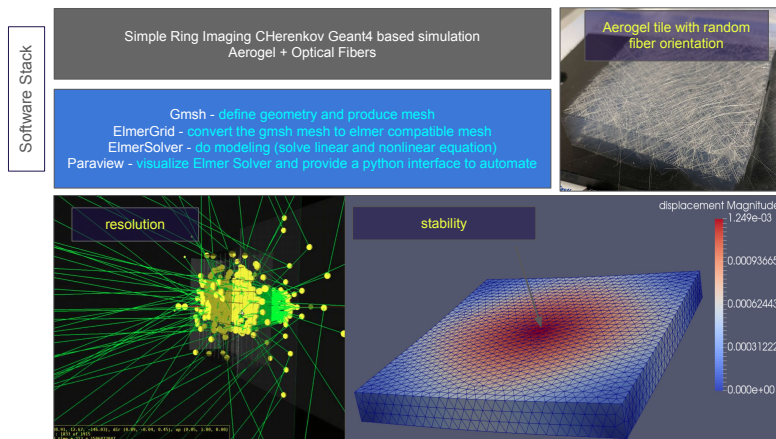 Software Stack
Simple Ring Imaging CHerenkov Geant4 based simulation
Aerogel + Optical Fibers
Gmsh - define geometry and produce mesh
ElmerGrid - convert the gmsh mesh to elmer compatible mesh
ElmerSolver - do modeling (solve linear and nonlinear equation)
Paraview - visualize Elmer Solver and provide a python interface to automate
Aerogel tile with random
fiber orientation
resolution
stability
displacement Magnitude
1.249e-03
0.00093665
0.00062443
0.0003122
0.000e+00